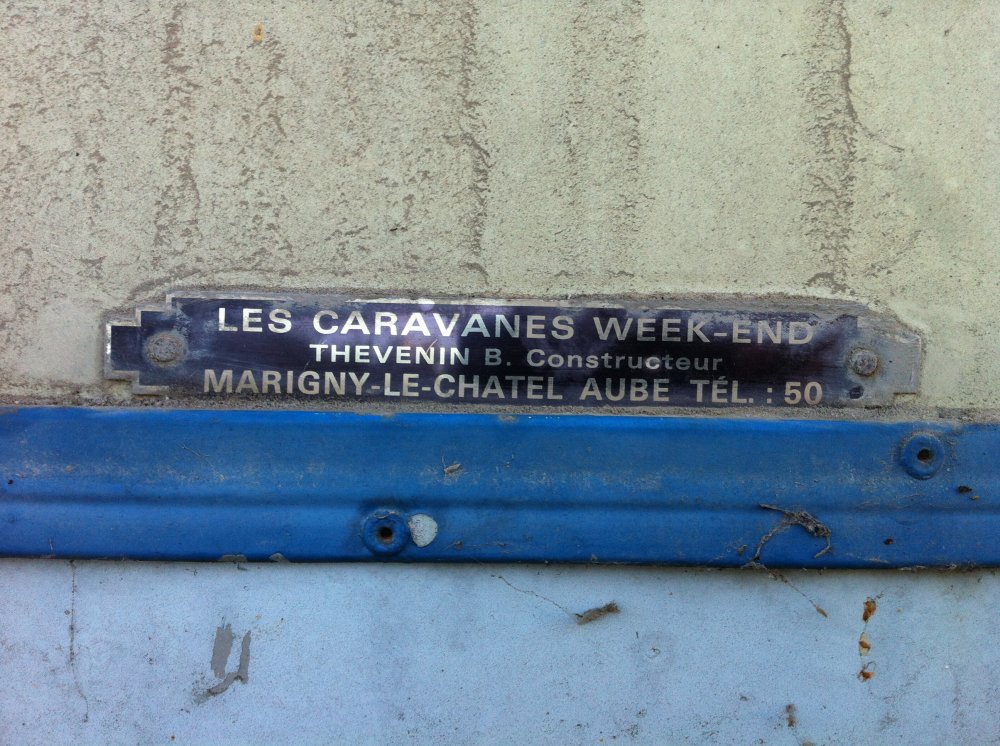 LES CARAVANES WEEK-END
THEVENIN B. Constructeur
MARIGNY-LE-CHATEL AUBE TÉL. : 50